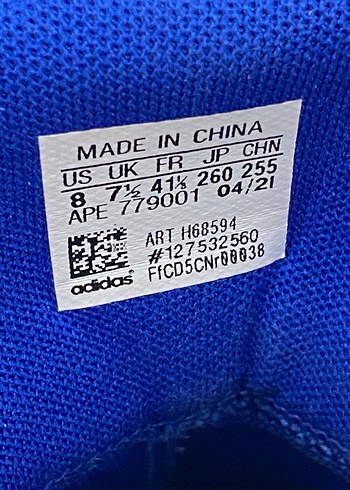 MADE IN CHINA
US UK FR JP CHN
8 7½ 41⅓ 260 255
APE 779001 04/21
ART H68594
#127532560
FfCD5CNr00038
adidas